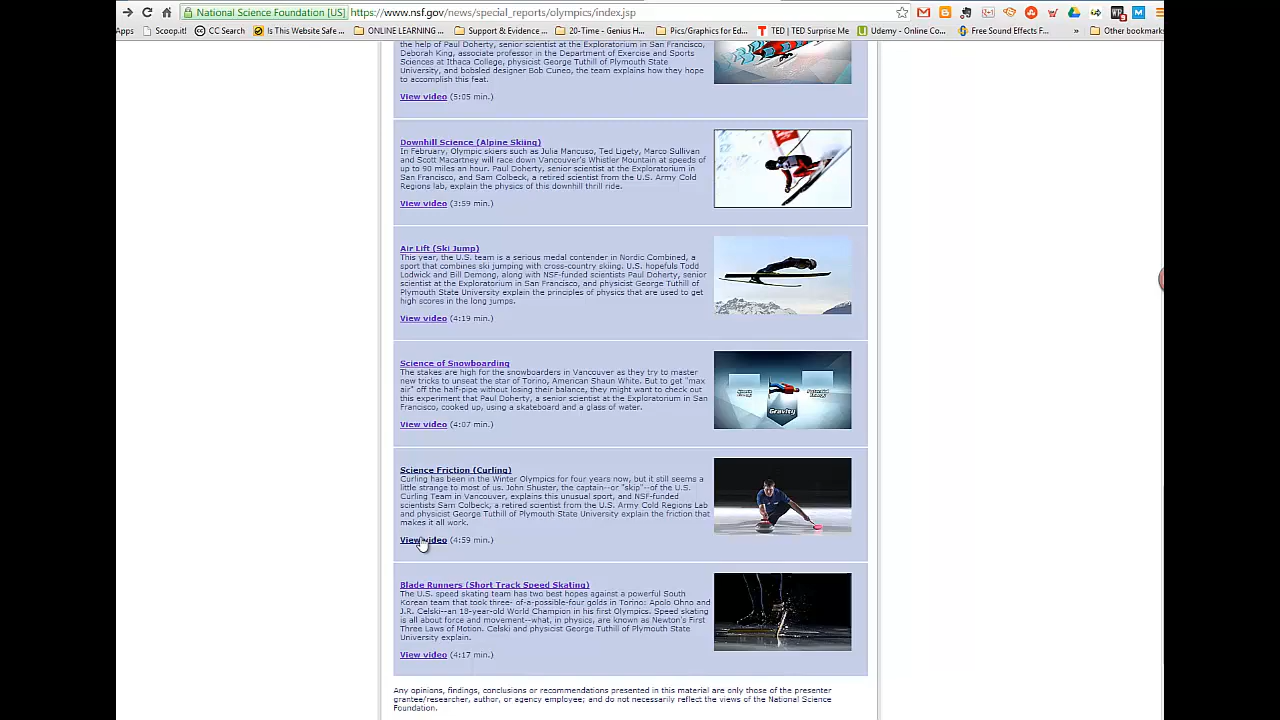 National Science Foundation [US] https://www.nsf.gov/news/special_reports/olympics/index.jsp
Apps Scoop.it! CC Search Is This Website Safe ... ONLINE LEARNING ... Support & Evidence ... 20-Time - Genius H... Pics/Graphics for Ed... TED | TED Surprise Me Udemy - Online Co... Free Sound Effects F... » Other bookmarks
the help of Paul Doherty, senior scientist at the Exploratorium in San Francisco,
Deborah King, associate professor in the Department of Exercise and Sports
Sciences at Ithaca College, physicist George Tuthill of Plymouth State
University, and bobsled designer Bob Cuneo, the team explains how they hope
to accomplish this feat.
View video (5:05 min.)
Downhill Science (Alpine Skiing)
In February, Olympic skiers such as Julia Mancuso, Ted Ligety, Marco Sullivan
and Scott Macartney will race down Vancouver's Whistler Mountain at speeds of
up to 90 miles an hour. Paul Doherty, senior scientist at the Exploratorium in
San Francisco, and Sam Colbeck, a retired scientist from the U.S. Army Cold
Regions lab, explain the physics of this downhill thrill ride.
View video (3:59 min.)
Air Lift (Ski Jump)
This year, the U.S. team is a serious medal contender in Nordic Combined, a
sport that combines ski jumping with cross-country skiing. U.S. hopefuls Todd
Lodwick and Bill Demong, along with NSF-funded scientists Paul Doherty, senior
scientist at the Exploratorium in San Francisco, and physicist George Tuthill of
Plymouth State University explain the principles of physics that are used to get
high scores in the long jumps.
View video (4:19 min.)
Science of Snowboarding
The stakes are high for the snowboarders in Vancouver as they try to master
new tricks to unseat the star of Torino, American Shaun White. But to get "max
air" off the half-pipe without losing their balance, they might want to check out
this experiment that Paul Doherty, a senior scientist at the Exploratorium in San
Francisco, cooked up, using a skateboard and a glass of water.
Gravity
View video (4:07 min.)
Science Friction (Curling)
Curling has been in the Winter Olympics for four years now, but it still seems a
little strange to most of us. John Shuster, the captain--or "skip"--of the U.S.
Curling Team in Vancouver, explains this unusual sport, and NSF-funded
scientists Sam Colbeck, a retired scientist from the U.S. Army Cold Regions Lab
and physicist George Tuthill of Plymouth State University explain the friction that
makes it all work.
View video (4:59 min.)
Blade Runners (Short Track Speed Skating)
The U.S. speed skating team has two best hopes against a powerful South
Korean team that took three- of-a-possible-four golds in Torino: Apolo Ohno and
J.R. Celski--an 18-year-old World Champion in his first Olympics. Speed skating
is all about force and movement--what, in physics, are known as Newton's First
Three Laws of Motion. Celski and physicist George Tuthill of Plymouth State
University explain.
View video (4:17 min.)
Any opinions, findings, conclusions or recommendations presented in this material are only those of the presenter
grantee/researcher, author, or agency employee; and do not necessarily reflect the views of the National Science
Foundation.